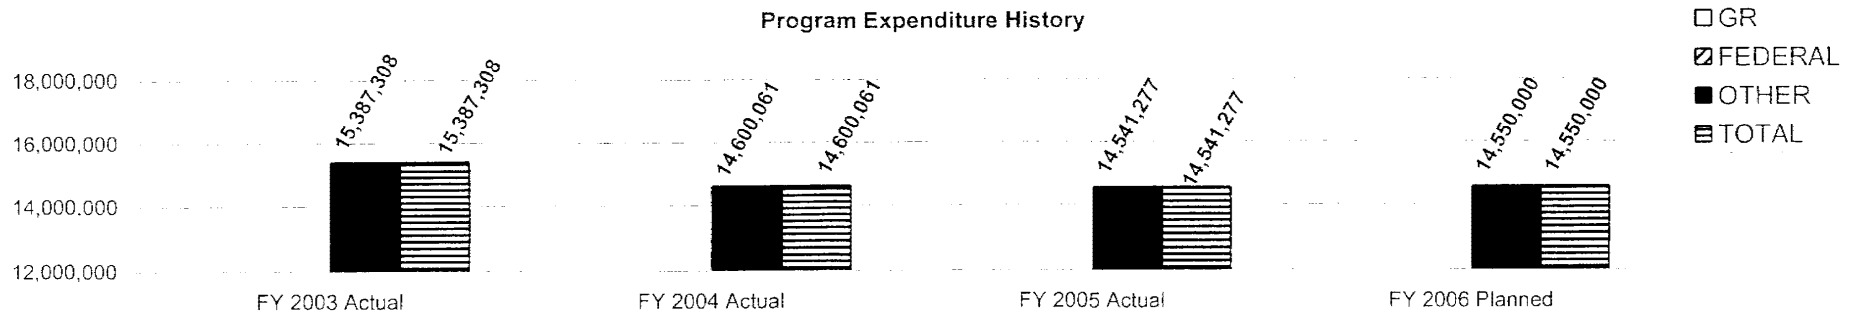 Program Expenditure History
GR
FEDERAL
OTHER
TOTAL
18,000,000
16,000,000
14,000,000
12,000,000
15,387,308
15,387,308
14,600,061
14,600,061
14,541,277
14,541,277
14,550,000
14,550,000
FY 2003 Actual
FY 2004 Actual
FY 2005 Actual
FY 2006 Planned